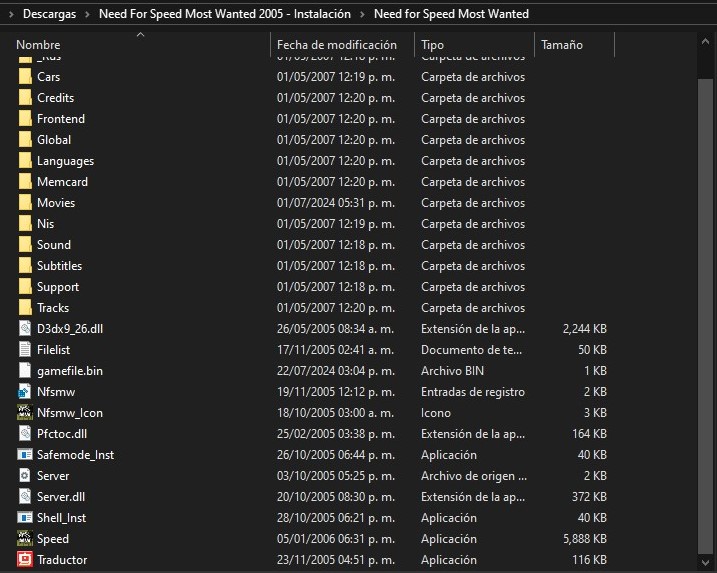 Descargas > Need For Speed Most Wanted 2005 - Instalación > Need for Speed Most Wanted
Nombre Fecha de modificación Tipo Tamaño
_Rus 01/05/2007 12:18 p. m. Carpeta de archivos
Cars 01/05/2007 12:19 p. m. Carpeta de archivos
Credits 01/05/2007 12:20 p. m. Carpeta de archivos
Frontend 01/05/2007 12:20 p. m. Carpeta de archivos
Global 01/05/2007 12:20 p. m. Carpeta de archivos
Languages 01/05/2007 12:20 p. m. Carpeta de archivos
Memcard 01/05/2007 12:20 p. m. Carpeta de archivos
Movies 01/07/2024 05:31 p. m. Carpeta de archivos
Nis 01/05/2007 12:19 p. m. Carpeta de archivos
Sound 01/05/2007 12:18 p. m. Carpeta de archivos
Subtitles 01/05/2007 12:18 p. m. Carpeta de archivos
Support 01/05/2007 12:18 p. m. Carpeta de archivos
Tracks 01/05/2007 12:20 p. m. Carpeta de archivos
D3dx9_26.dll 26/05/2005 08:34 a. m. Extensión de la ap... 2,244 KB
Filelist 17/11/2005 02:41 a. m. Documento de te... 50 KB
gamefile.bin 22/07/2024 03:04 p. m. Archivo BIN 1 KB
Nfsmw 19/11/2005 12:12 p. m. Entradas de registro 2 KB
Nfsmw_Icon 18/10/2005 03:00 a. m. Icono 3 KB
Pfctoc.dll 25/02/2005 03:38 p. m. Extensión de la ap... 164 KB
Safemode_Inst 26/10/2005 06:44 p. m. Aplicación 40 KB
Server 03/10/2005 05:25 p. m. Archivo de origen ... 2 KB
Server.dll 20/10/2005 08:30 p. m. Extensión de la ap... 372 KB
Shell_Inst 28/10/2005 06:21 p. m. Aplicación 40 KB
Speed 05/01/2006 06:31 p. m. Aplicación 5,888 KB
Traductor 23/11/2005 04:51 p. m. Aplicación 116 KB